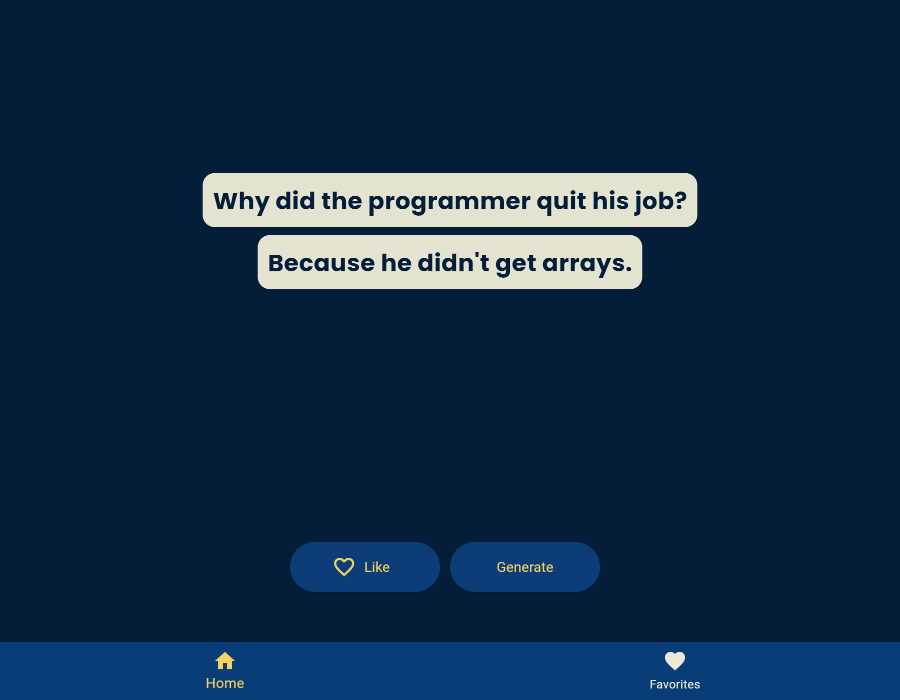 Why did the programmer quit his job?
Because he didn't get arrays.
Like
Generate
Home
Favorites